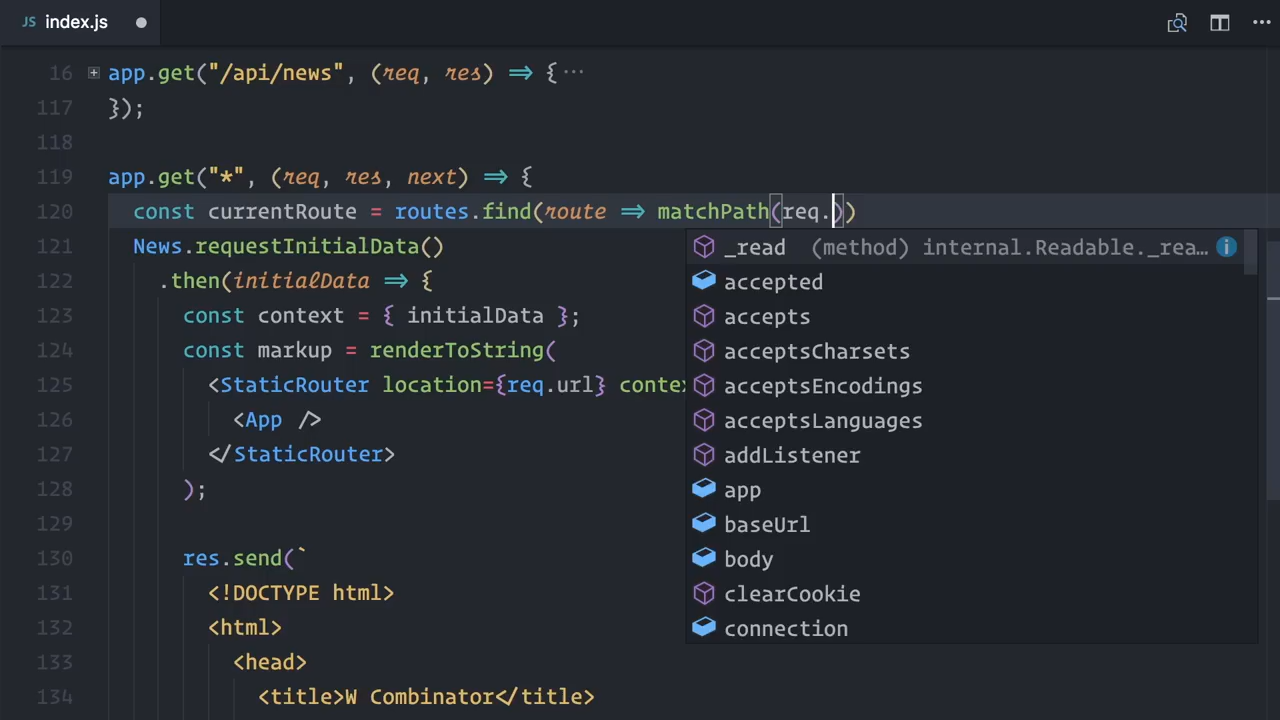 JS index.js
16 app.get("/api/news", (req, res) => {···
117 });
118
119 app.get("*", (req, res, next) => {
120 const currentRoute = routes.find(route => matchPath(req.))
121 News.requestInitialData()
122 .then(initialData => {
123 const context = { initialData };
124 const markup = renderToString(
125 <StaticRouter location={req.url} contex
126 <App />
127 </StaticRouter>
128 );
129
130 res.send(`
131 <!DOCTYPE html>
132 <html>
133 <head>
134 <title>W Combinator</title>
_read (method) internal.Readable._rea…
accepted
accepts
acceptsCharsets
acceptsEncodings
acceptsLanguages
addListener
app
baseUrl
body
clearCookie
connection